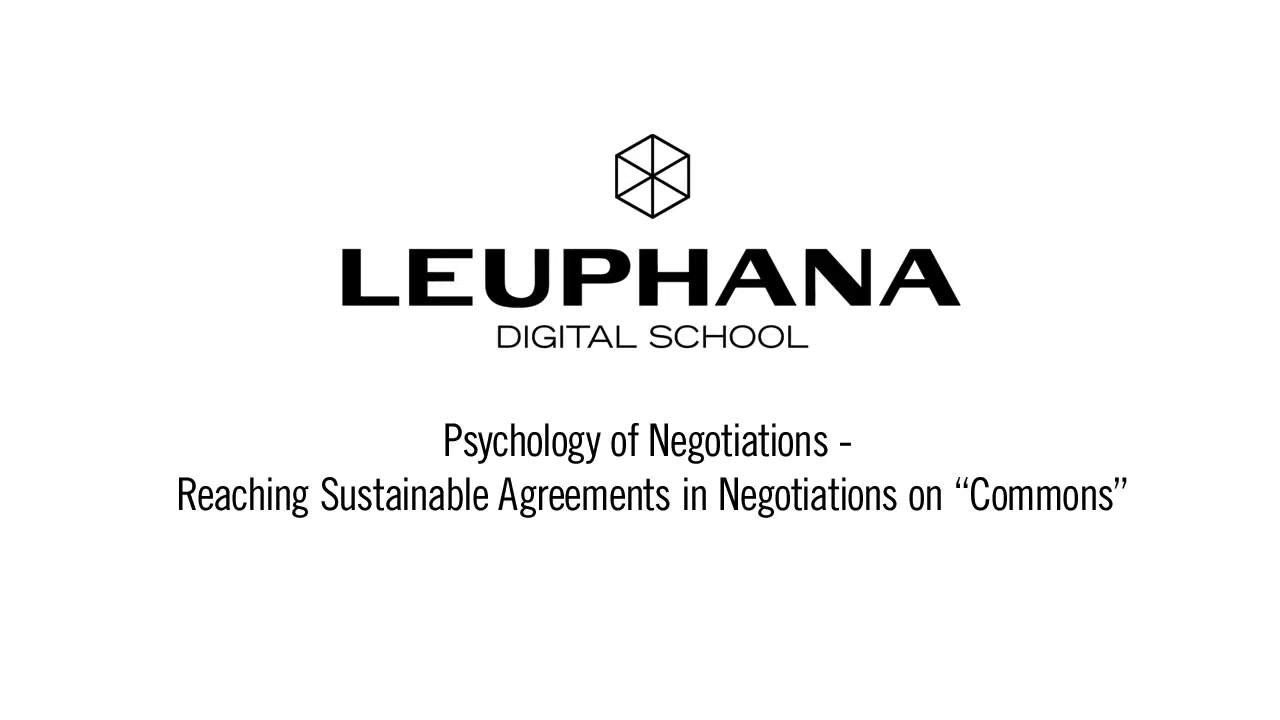 LEUPHANA
DIGITAL SCHOOL
Psychology of Negotiations -
Reaching Sustainable Agreements in Negotiations on “Commons”